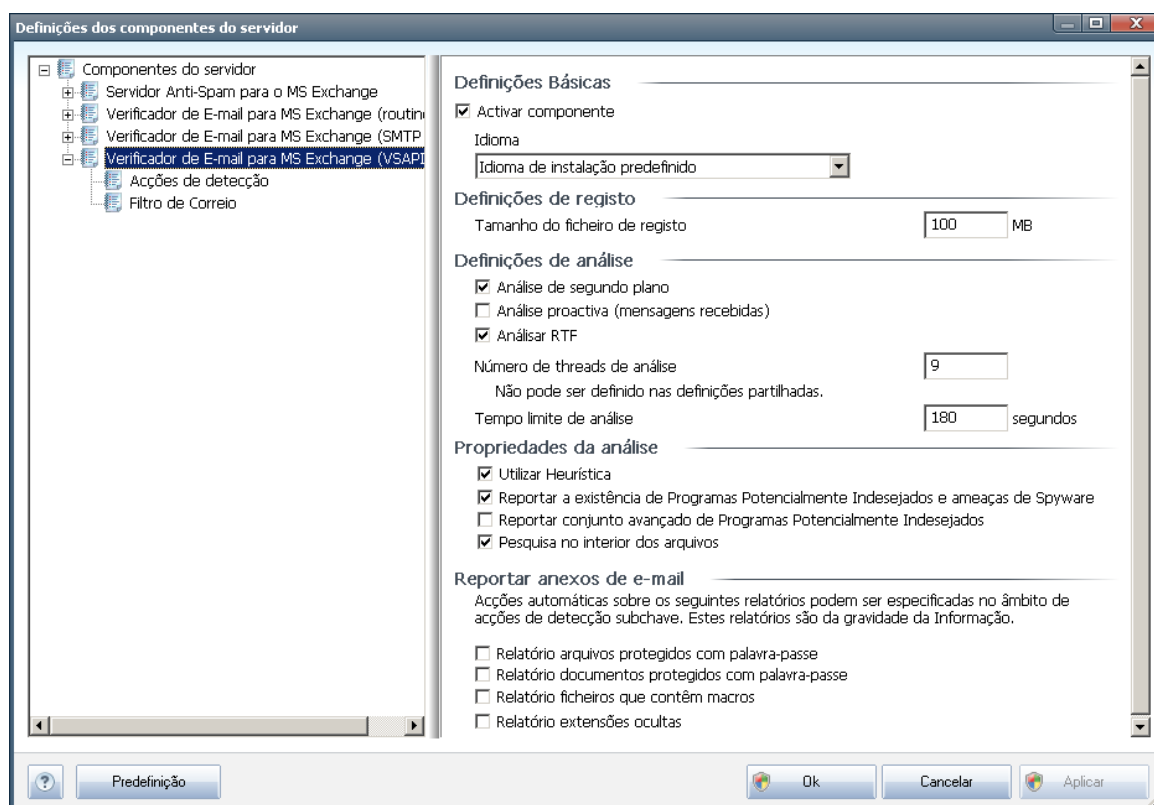 Definições dos componentes do servidor
Componentes do servidor
Servidor Anti-Spam para o MS Exchange
Verificador de E-mail para MS Exchange (routin
Verificador de E-mail para MS Exchange (SMTP
Verificador de E-mail para MS Exchange (VSAPI
Acções de detecção
Filtro de Correio
Definições Básicas
Activar componente
Idioma
Idioma de instalação predefinido
Definições de registo
Tamanho do ficheiro de registo 100 MB
Definições de análise
Análise de segundo plano
Análise proactiva (mensagens recebidas)
Análisar RTF
Número de threads de análise 9
Não pode ser definido nas definições partilhadas.
Tempo limite de análise 180 segundos
Propriedades da análise
Utilizar Heurística
Reportar a existência de Programas Potencialmente Indesejados e ameaças de Spyware
Reportar conjunto avançado de Programas Potencialmente Indesejados
Pesquisa no interior dos arquivos
Reportar anexos de e-mail
Acções automáticas sobre os seguintes relatórios podem ser especificadas no âmbito de
acções de detecção subchave. Estes relatórios são da gravidade da Informação.
Relatório arquivos protegidos com palavra-passe
Relatório documentos protegidos com palavra-passe
Relatório ficheiros que contêm macros
Relatório extensões ocultas
? Predefinição Ok Cancelar Aplicar